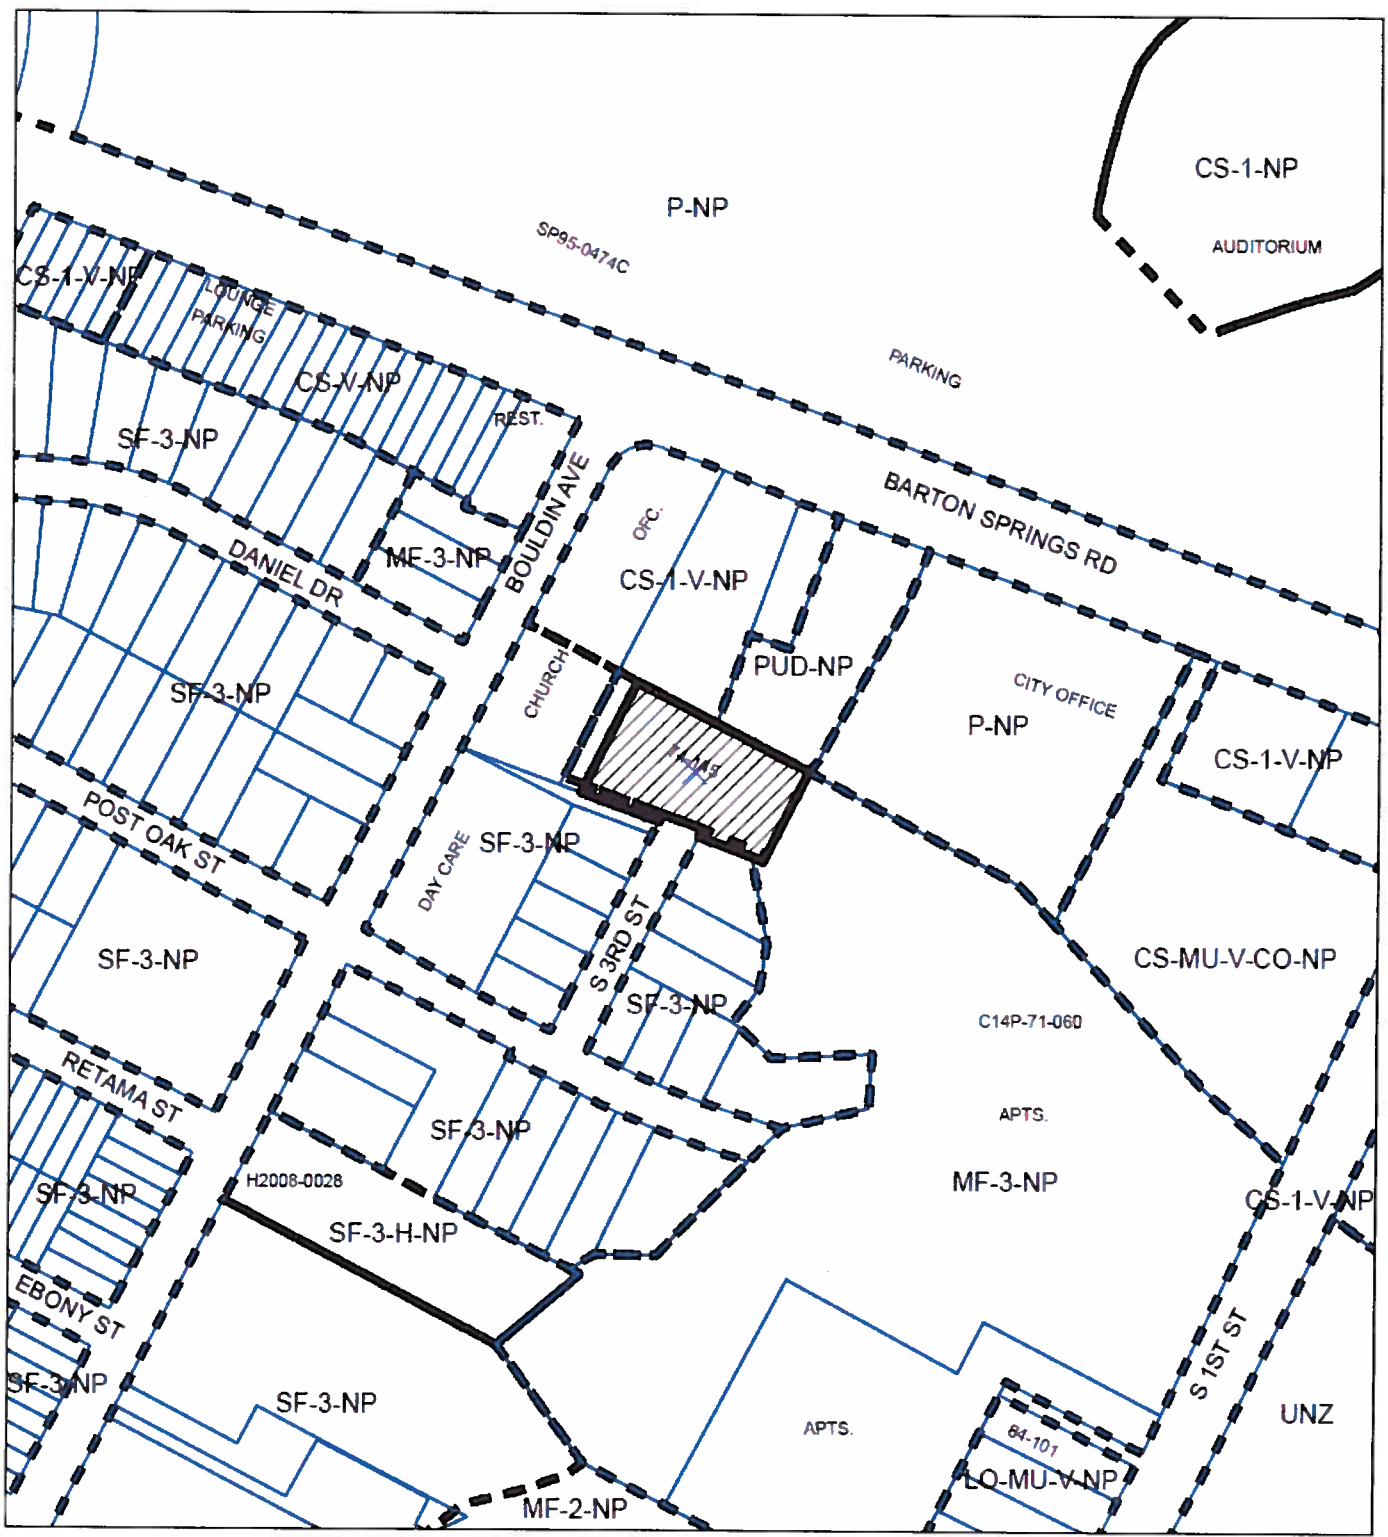 CS-1-NP
P-NP
AUDITORIUM
SP95-0474C
CS-1-V-NP
LOUNGE
PARKING
PARKING
CS-V-NP
REST.
SF-3-NP
BARTON SPRINGS RD
BOULDIN AVE
OFC.
MF-3-NP
DANIEL DR
CS-1-V-NP
PUD-NP
CHURCH
SF-3-NP
CITY OFFICE
P-NP
CS-1-V-NP
POST OAK ST
DAY CARE
SF-3-NP
S 3RD ST
SF-3-NP
CS-MU-V-CO-NP
SF-3-NP
C14P-71-060
RETAMA ST
APTS.
SF-3-NP
H2008-0028
MF-3-NP
SF-3-NP
CS-1-V-NP
SF-3-H-NP
EBONY ST
S 1ST ST
SF-3-NP
SF-3-NP
APTS.
UNZ
84-101
LO-MU-V-NP
MF-2-NP